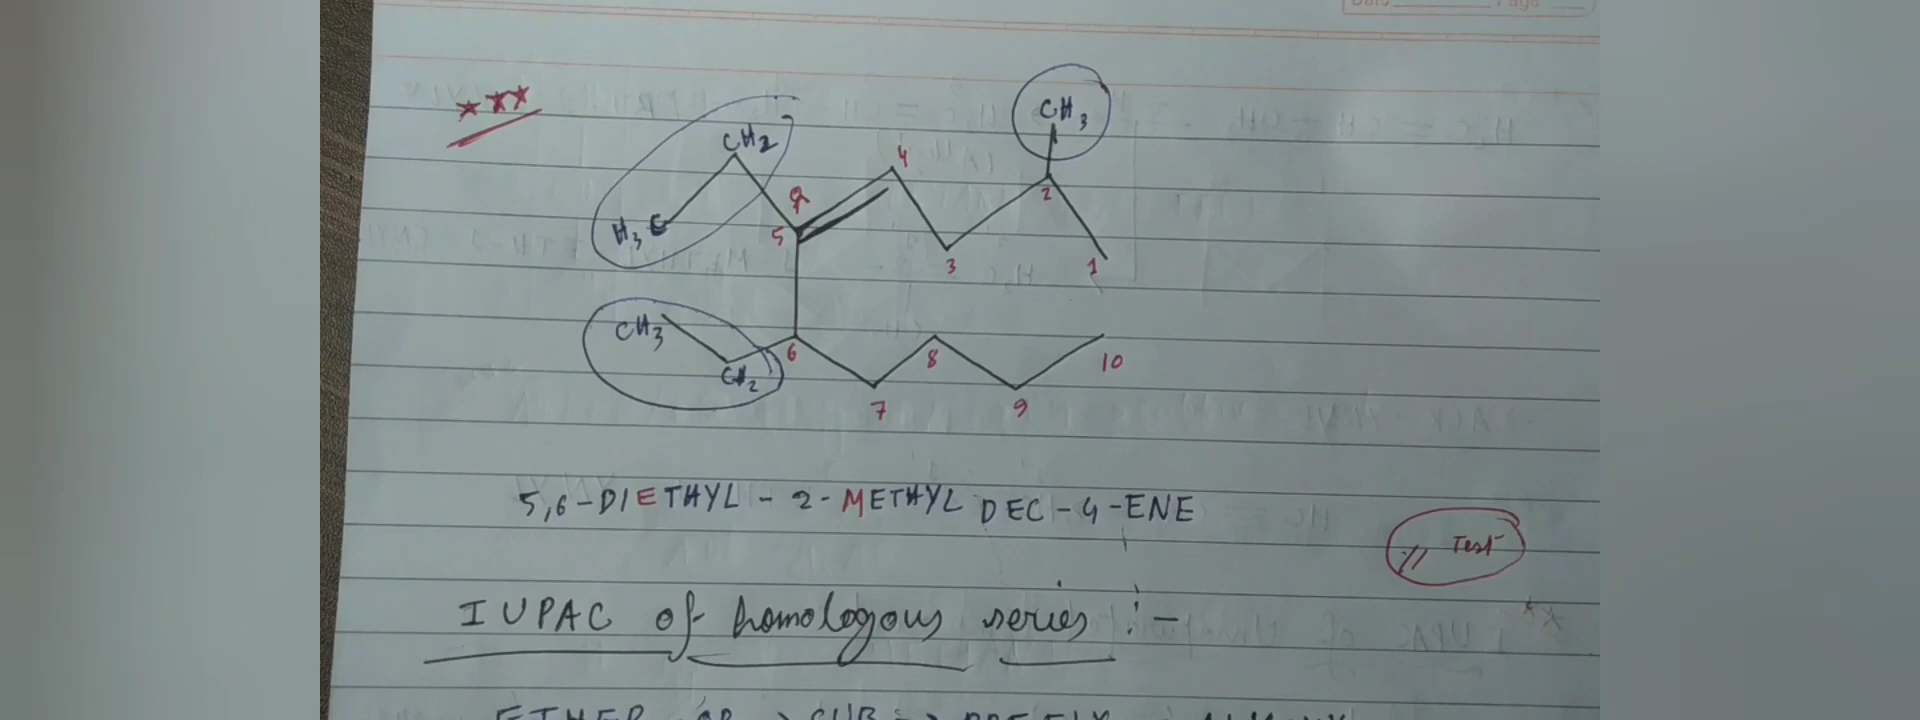 CH3
CH2
4
2
5
2
H3C
3
1
CH3
6
8
10
CH2
7
9
5,6-DIETHYL-2-METHYL DEC-4-ENE
Test
IUPAC of homologous series :-